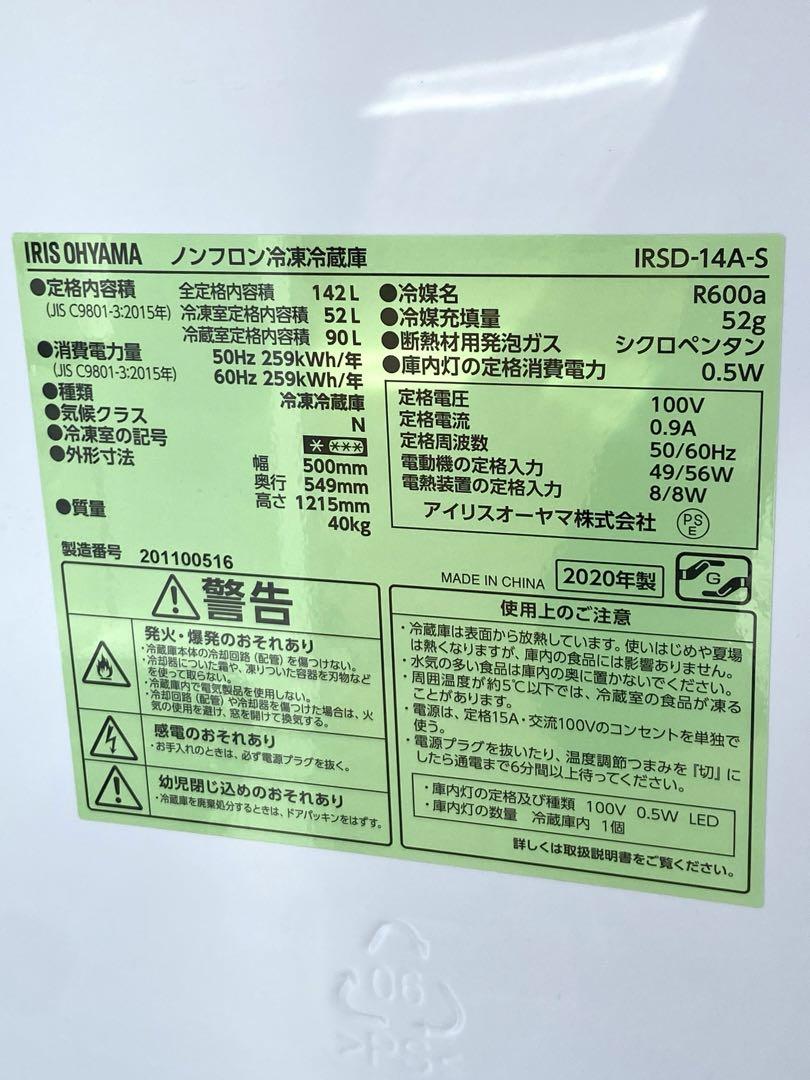 IRIS OHYAMA ノンフロン冷凍冷蔵庫 IRSD-14A-S
●定格内容積 全定格内容積 142L
(JIS C9801-3:2015年) 冷凍室定格内容積 52L
冷蔵室定格内容積 90L
●消費電力量 50Hz 259kWh/年
(JIS C9801-3:2015年) 60Hz 259kWh/年
●種類 冷凍冷蔵庫
●気候クラス N
●冷凍室の記号
●外形寸法 幅 500mm
奥行 549mm
高さ 1215mm
●質量 40kg
製造番号 201100516
●冷媒名 R600a
●冷媒充填量 52g
●断熱材用発泡ガス シクロペンタン
●庫内灯の定格消費電力 0.5W
定格電圧 100V
定格電流 0.9A
定格周波数 50/60Hz
電動機の定格入力 49/56W
電熱装置の定格入力 8/8W
アイリスオーヤマ株式会社 PSE
MADE IN CHINA 2020年製 G
警告
発火・爆発のおそれあり
・冷蔵庫本体の冷却回路（配管）を傷つけない。
・冷却器についた霜や、凍りついた容器を刃物など
を使って取らない。
・冷蔵庫内で電気製品を使用しない。
・冷却回路（配管）や冷却器を傷つけた場合は、火
気の使用を避け、窓を開けて換気する。
感電のおそれあり
・お手入れのときは、必ず電源プラグを抜く。
幼児閉じ込めのおそれあり
・冷蔵庫を廃棄処分するときは、ドアパッキンをはずす。
使用上のご注意
・冷蔵庫は表面から放熱しています。使いはじめや夏場
は熱くなりますが、庫内の食品には影響ありません。
・水気の多い食品は庫内の奥に置かないでください。
・周囲温度が約5℃以下では、冷蔵室の食品が凍る
ことがあります。
・電源は、定格15A・交流100Vのコンセントを単独で
使う。
・電源プラグを抜いたり、温度調節つまみを『切』に
したら通電まで6分間以上待ってください。
・庫内灯の定格及び種類 100V 0.5W LED
・庫内灯の数量 冷蔵庫内 1個
詳しくは取扱説明書をご覧ください。
06
>PS<